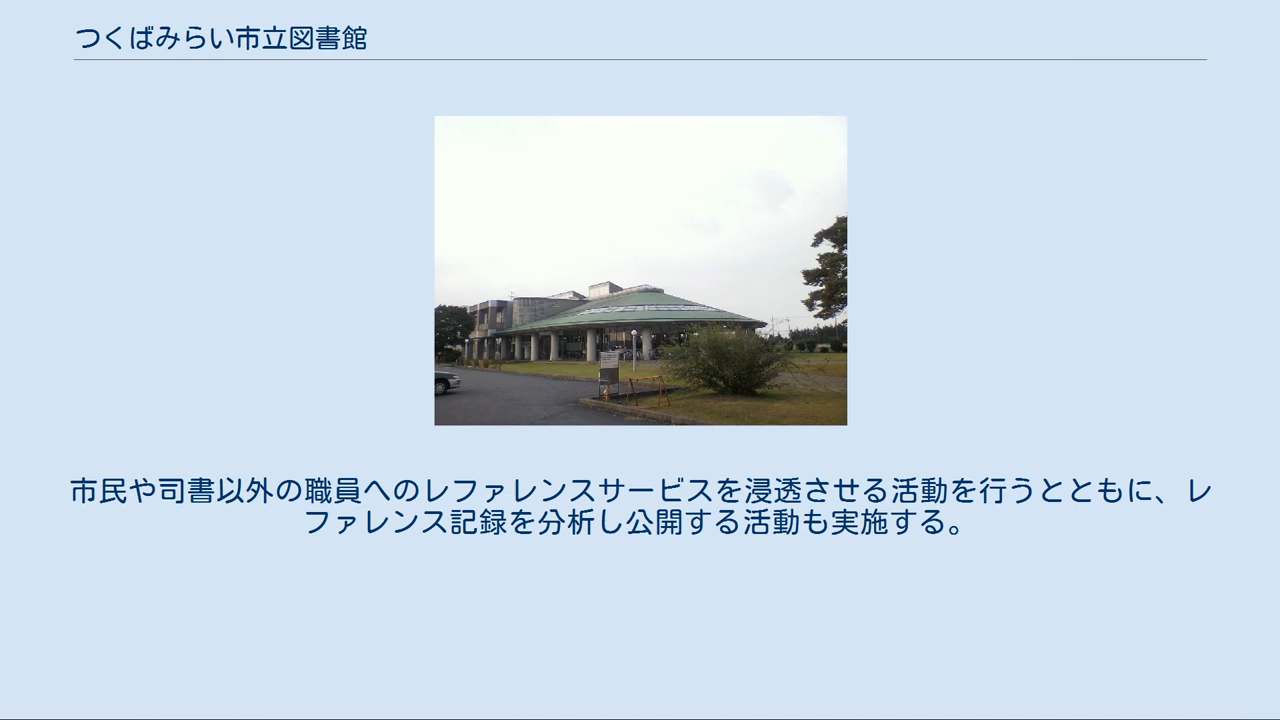 つくばみらい市立図書館
市民や司書以外の職員へのレファレンスサービスを浸透させる活動を行うとともに、レ
ファレンス記録を分析し公開する活動も実施する。